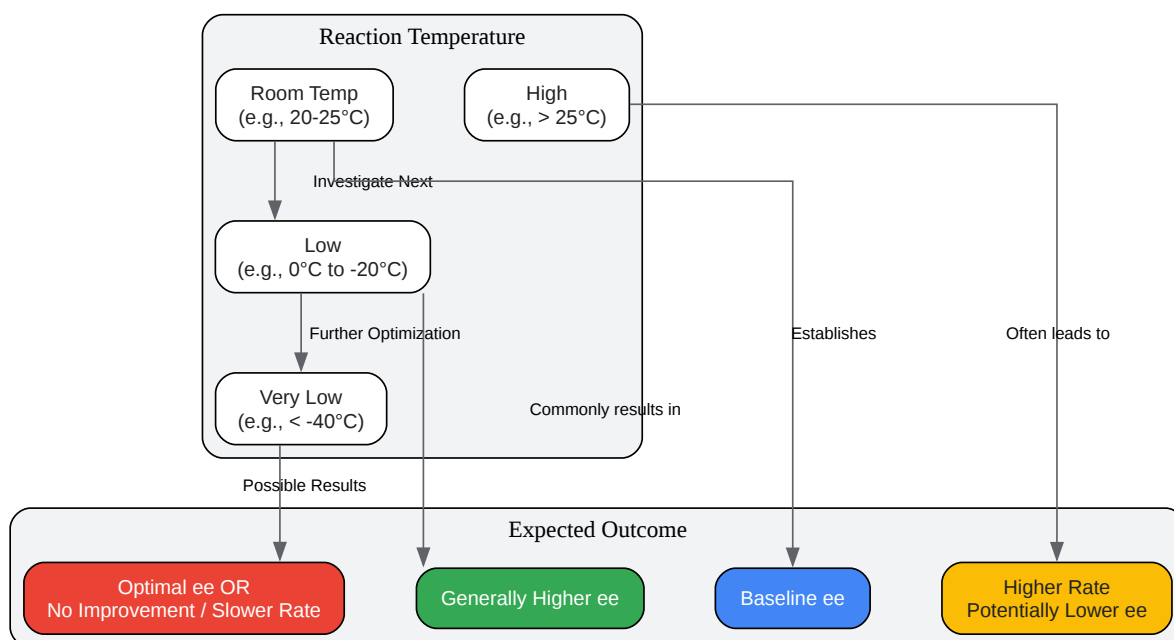 Reaction Temperature
Room Temp
(e.g., 20-25°C)
High
(e.g., > 25°C)
Investigate Next
Low
(e.g., 0°C to -20°C)
Further Optimization
Establishes
Often leads to
Very Low
(e.g., < -40°C)
Commonly results in
Possible Results
Expected Outcome
Optimal ee OR
No Improvement / Slower Rate
Generally Higher ee
Baseline ee
Higher Rate
Potentially Lower ee